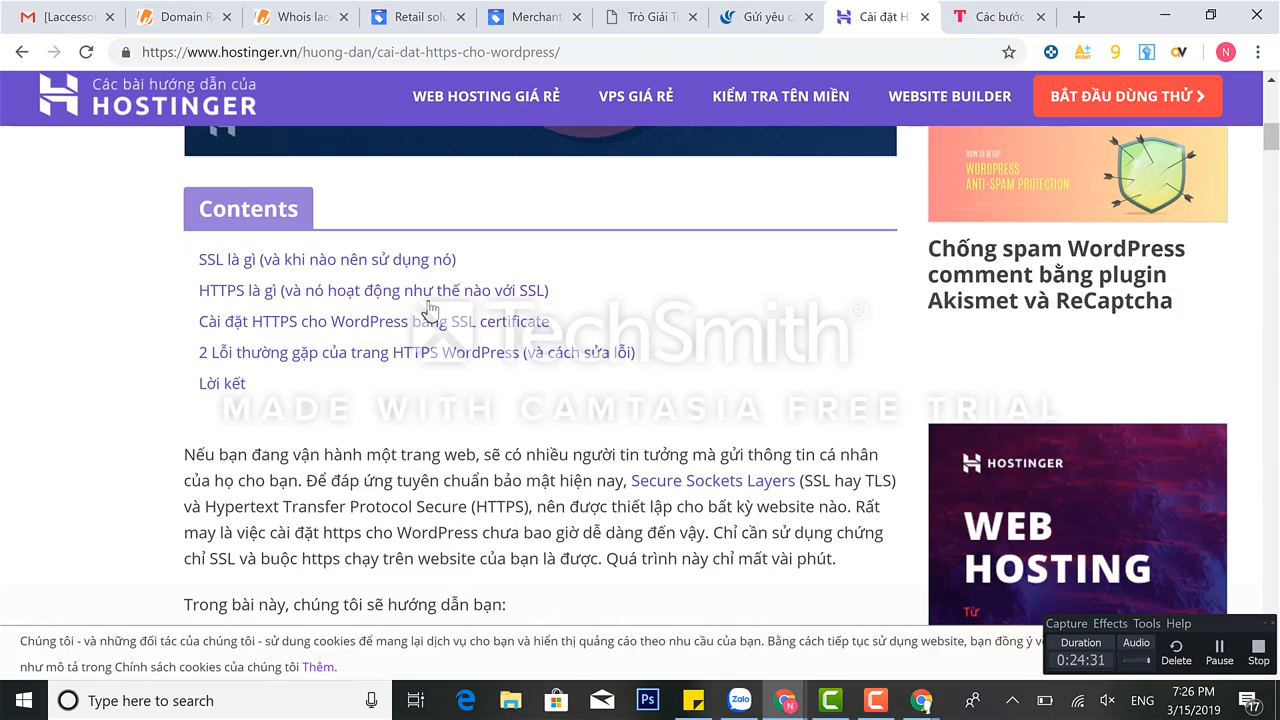 [Laccessor
Domain R
Whois lac
Retail solu
Merchant
Trò Giải Tr
Gửi yêu c
Cài đặt H
Các bước
https://www.hostinger.vn/huong-dan/cai-dat-https-cho-wordpress/
N
Các bài hướng dẫn của
HOSTINGER
WEB HOSTING GIÁ RẺ
VPS GIÁ RẺ
KIỂM TRA TÊN MIỀN
WEBSITE BUILDER
BẮT ĐẦU DÙNG THỬ
Contents
SSL là gì (và khi nào nên sử dụng nó)
HTTPS là gì (và nó hoạt động như thế nào với SSL)
Cài đặt HTTPS cho WordPress bằng SSL certificate
2 Lỗi thường gặp của trang HTTPS WordPress (và cách sửa lỗi)
Lời kết
TechSmith®
MADE WITH CAMTASIA FREE TRIAL
Nếu bạn đang vận hành một trang web, sẽ có nhiều người tin tưởng mà gửi thông tin cá nhân
của họ cho bạn. Để đáp ứng tuyên chuẩn bảo mật hiện nay, Secure Sockets Layers (SSL hay TLS)
và Hypertext Transfer Protocol Secure (HTTPS), nên được thiết lập cho bất kỳ website nào. Rất
may là việc cài đặt https cho WordPress chưa bao giờ dễ dàng đến vậy. Chỉ cần sử dụng chứng
chỉ SSL và buộc https chạy trên website của bạn là được. Quá trình này chỉ mất vài phút.
Trong bài này, chúng tôi sẽ hướng dẫn bạn:
HOW TO SETUP
WORDPRESS
ANTI-SPAM PROTECTION
Chống spam WordPress
comment bằng plugin
Akismet và ReCaptcha
HOSTINGER
WEB
HOSTING
Từ
Chúng tôi - và những đối tác của chúng tôi - sử dung cookies để mang lại dịch vụ cho bạn và hiển thị quảng cáo theo nhu cầu của bạn. Bằng cách tiếp tục sử dụng website, bạn đồng ý v
như mô tả trong Chính sách cookies của chúng tôi Thêm.
Capture Effects Tools Help
Duration
0:24:31
Audio
Delete
Pause
Stop
Type here to search
Ps
Zalo
ENG
7:26 PM
3/15/2019
17